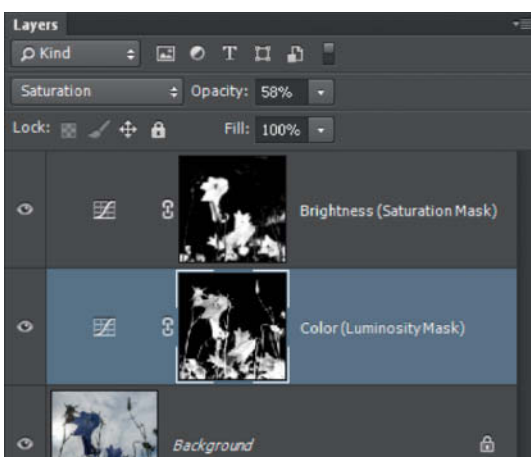 Layers
Kind
T
Saturation Opacity: 58%
Lock: Fill: 100%
Brightness (Saturation Mask)
Color (Luminosity Mask)
Background